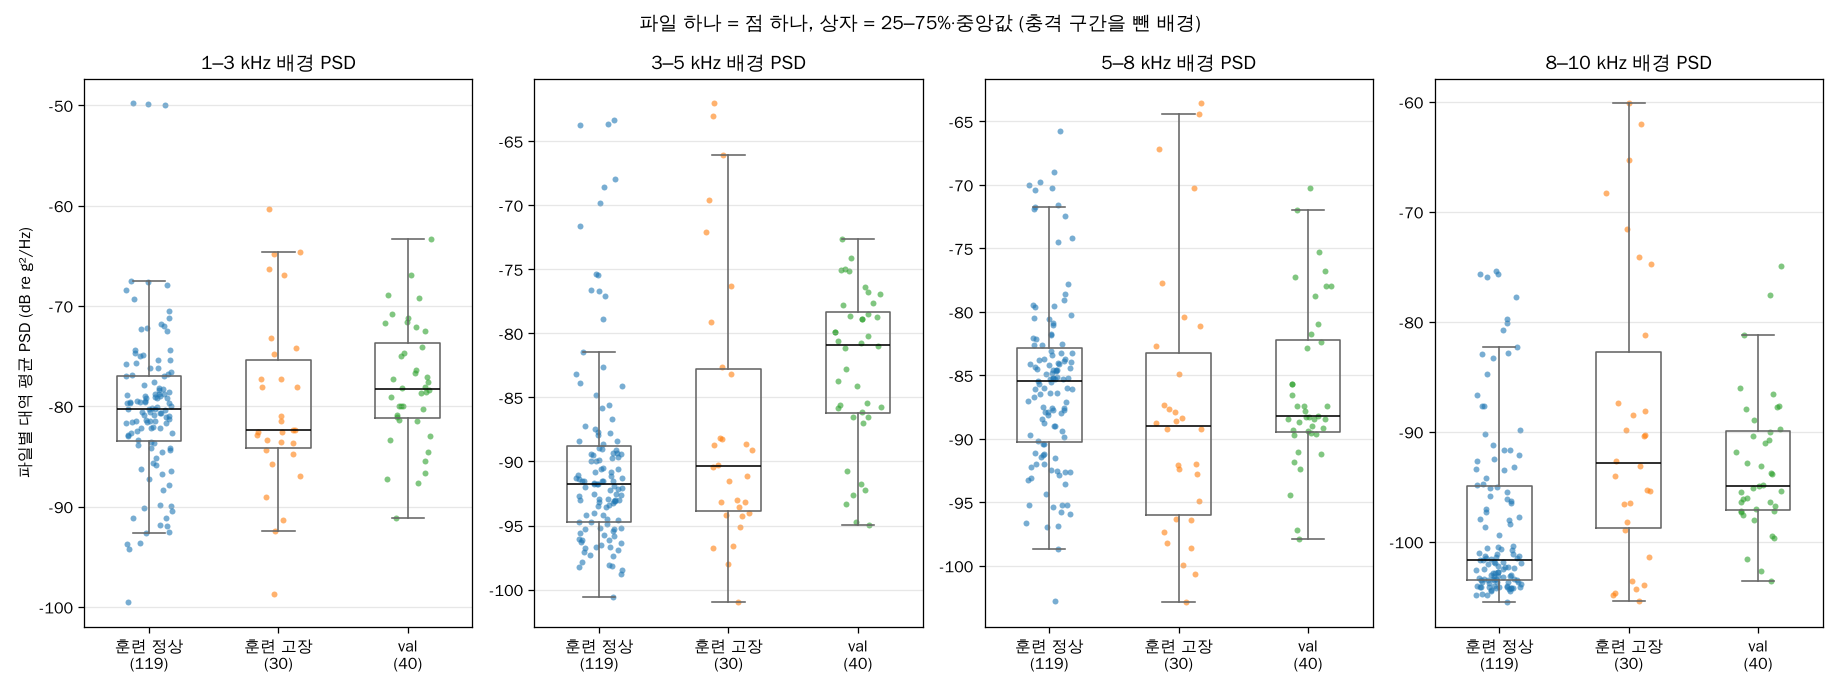 파일 하나 = 점 하나, 상자 = 25–75%·중앙값 (충격 구간을 뺀 배경)
1–3 kHz 배경 PSD
파일별 대역 평균 PSD (dB re g²/Hz)
-50
-60
-70
-80
-90
-100
훈련 정상
(119)
훈련 고장
(30)
val
(40)
3–5 kHz 배경 PSD
-65
-70
-75
-80
-85
-90
-95
-100
훈련 정상
(119)
훈련 고장
(30)
val
(40)
5–8 kHz 배경 PSD
-65
-70
-75
-80
-85
-90
-95
-100
훈련 정상
(119)
훈련 고장
(30)
val
(40)
8–10 kHz 배경 PSD
-60
-70
-80
-90
-100
훈련 정상
(119)
훈련 고장
(30)
val
(40)